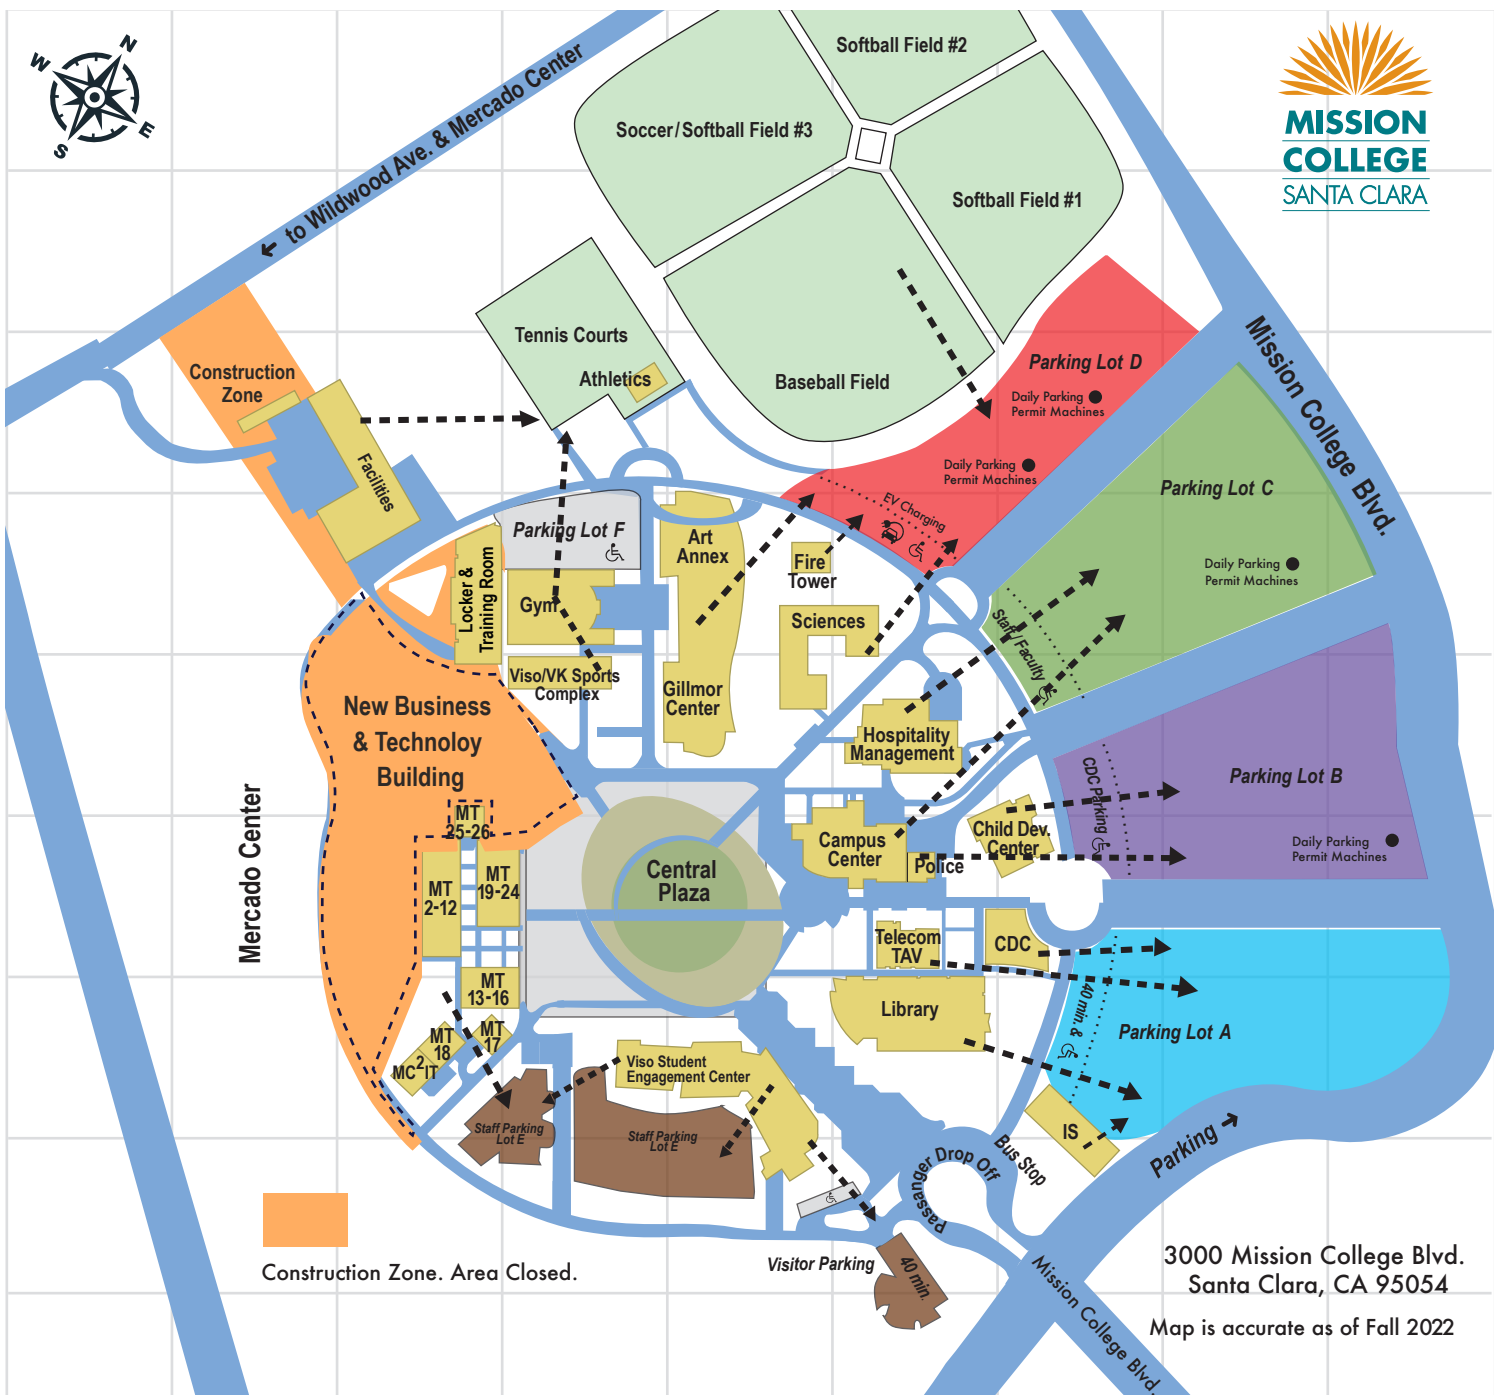 N
W
E
S
to Wildwood Ave. & Mercado Center
Softball Field #2
Soccer/Softball Field #3
Softball Field #1
MISSION
COLLEGE
SANTA CLARA
Tennis Courts
Athletics
Baseball Field
Parking Lot D
Daily Parking
Permit Machines
Daily Parking
Permit Machines
EV Charging
Mission College Blvd.
Construction
Zone
Facilities
Parking Lot F
Locker &
Training Room
Gym
Viso/VK Sports
Complex
Art
Annex
Gillmor
Center
Fire
Tower
Sciences
Parking Lot C
Daily Parking
Permit Machines
Staff / Faculty
Hospitality
Management
New Business
& Technoloy
Building
Parking Lot B
CDC Parking
Daily Parking
Permit Machines
Mercado Center
MT
25-26
MT
2-12
MT
19-24
MT
13-16
MT
17
MT
18
MC2IT
Central
Plaza
Campus
Center
Police
Child Dev.
Center
Telecom
TAV
CDC
Library
Parking Lot A
40 min. &
Viso Student
Engagement Center
Staff Parking
Lot E
Staff Parking
Lot E
IS
Bus Stop
Passanger Drop Off
Parking
Visitor Parking
40 min.
Mission College Blvd.
Construction Zone. Area Closed.
3000 Mission College Blvd.
Santa Clara, CA 95054
Map is accurate as of Fall 2022